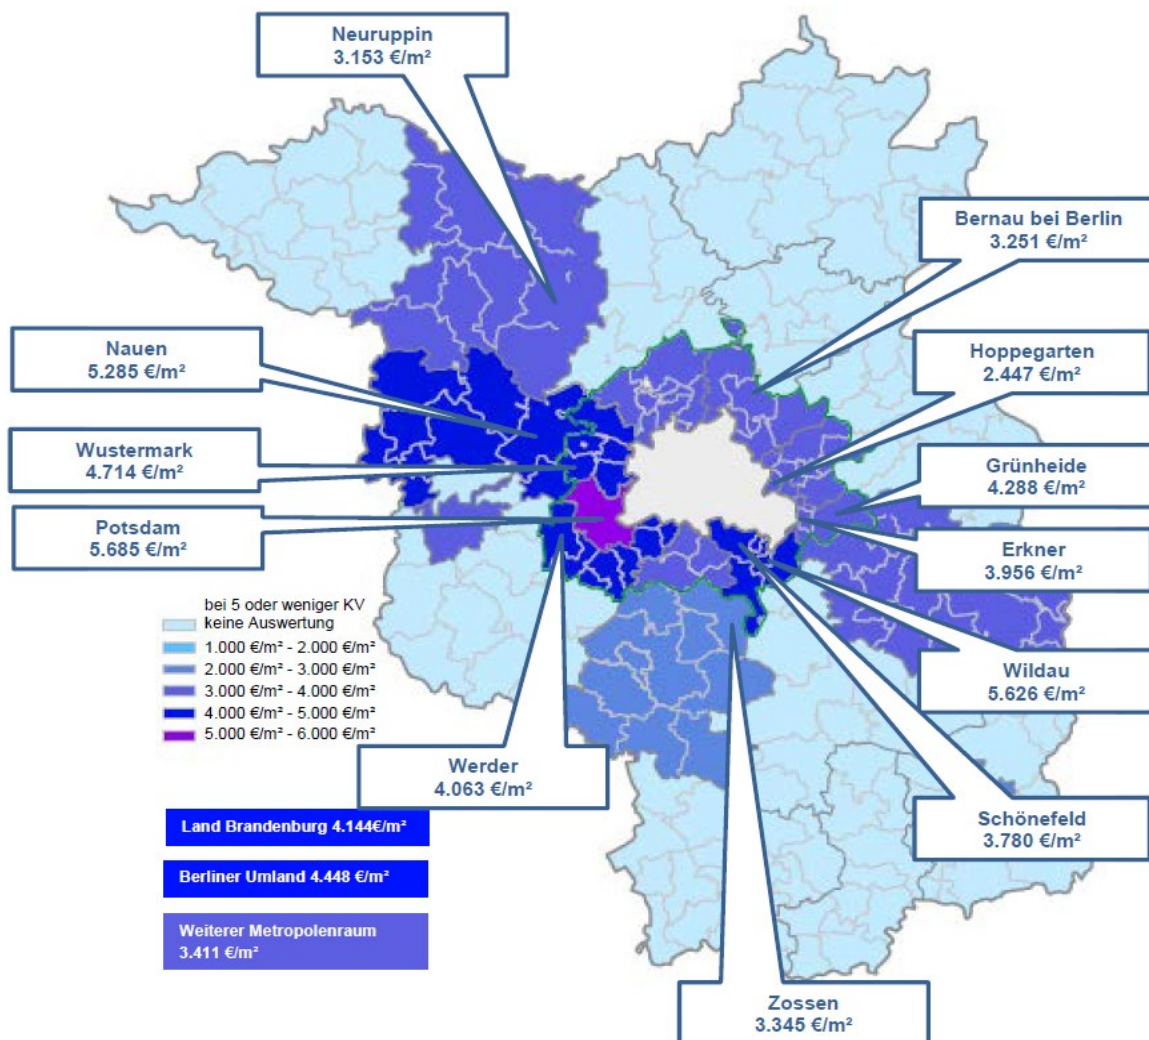 Neuruppin
3.153 €/m²
Bernau bei Berlin
3.251 €/m²
Nauen
5.285 €/m²
Hoppegarten
2.447 €/m²
Wustermark
4.714 €/m²
Grünheide
4.288 €/m²
Potsdam
5.685 €/m²
Erkner
3.956 €/m²
bei 5 oder weniger KV
keine Auswertung
1.000 €/m² - 2.000 €/m²
2.000 €/m² - 3.000 €/m²
3.000 €/m² - 4.000 €/m²
4.000 €/m² - 5.000 €/m²
5.000 €/m² - 6.000 €/m²
Wildau
5.626 €/m²
Werder
4.063 €/m²
Schönefeld
3.780 €/m²
Land Brandenburg 4.144€/m²
Berliner Umland 4.448 €/m²
Weiterer Metropolenraum
3.411 €/m²
Zossen
3.345 €/m²